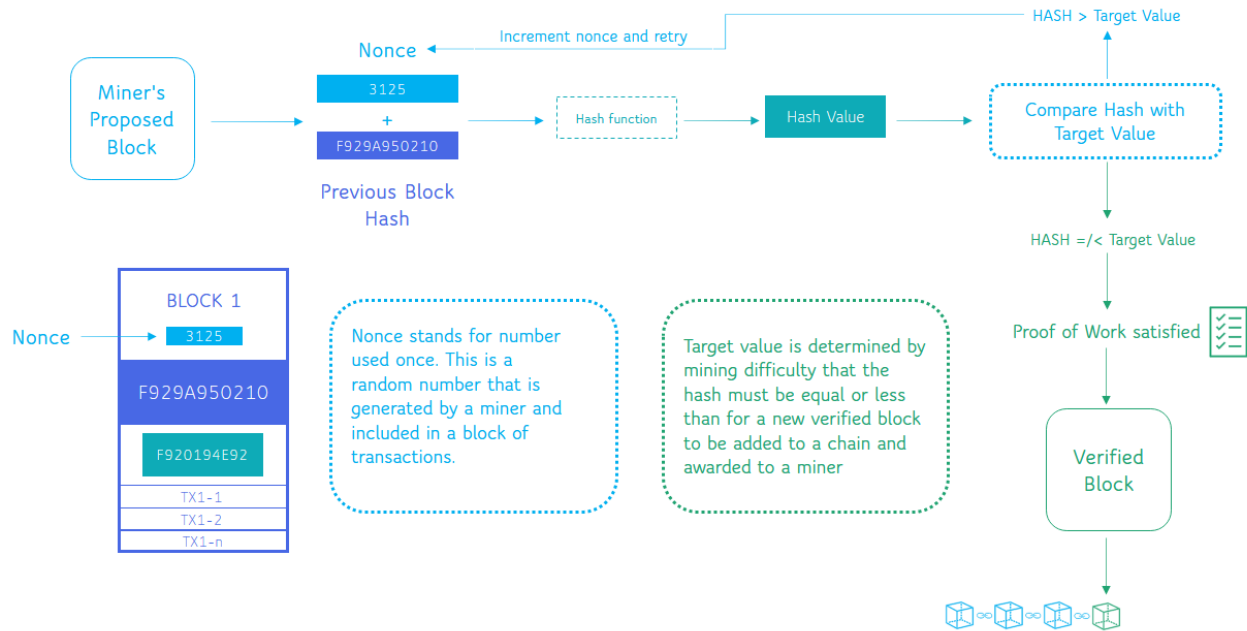 HASH > Target Value
Increment nonce and retry
Nonce
Miner's
Proposed
Block
3125
+
F929A950210
Previous Block
Hash
Hash function
Hash Value
Compare Hash with
Target Value
HASH =/< Target Value
Proof of Work satisfied
Verified
Block
BLOCK 1
Nonce
3125
F929A950210
F920194E92
TX1-1
TX1-2
TX1-n
Nonce stands for number
used once. This is a
random number that is
generated by a miner and
included in a block of
transactions.
Target value is determined by
mining difficulty that the
hash must be equal or less
than for a new verified block
to be added to a chain and
awarded to a miner